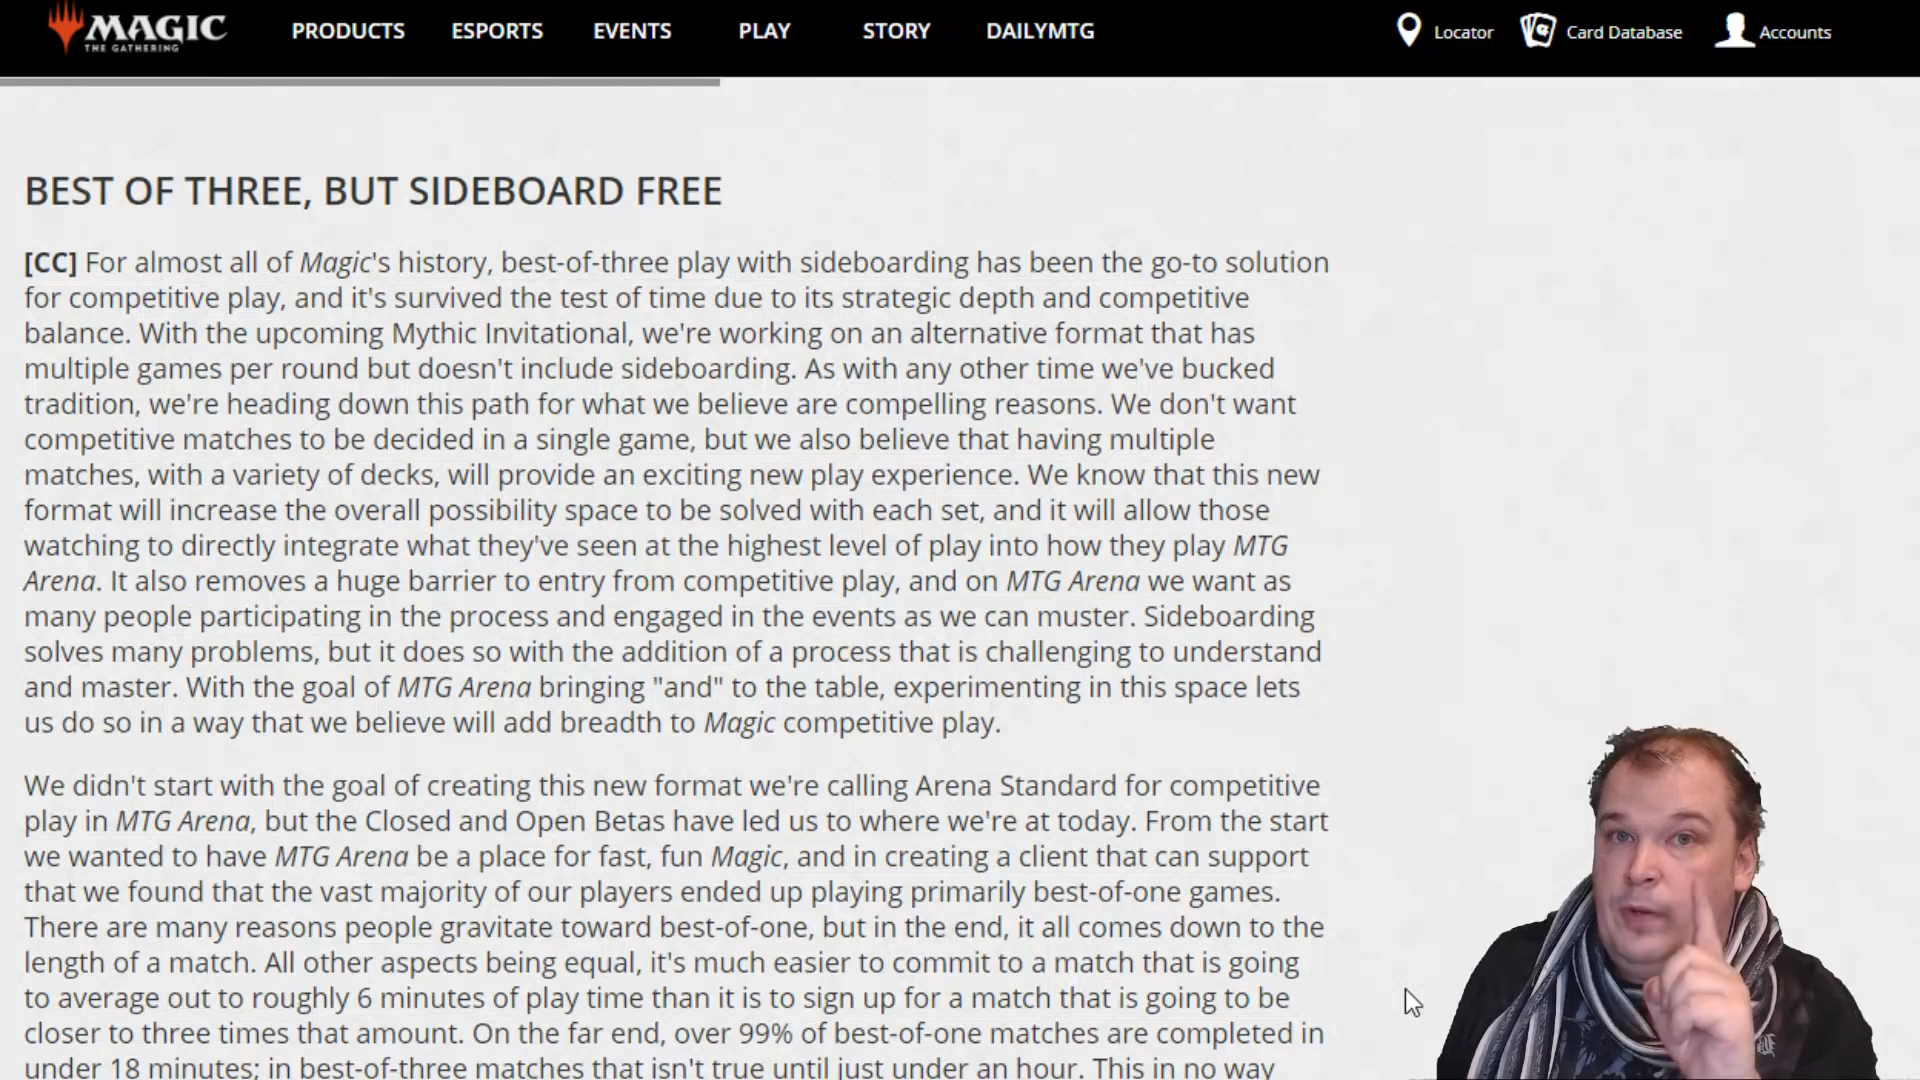 MAGIC
THE GATHERING
PRODUCTS ESPORTS EVENTS PLAY STORY DAILYMTG Locator Card Database Accounts
BEST OF THREE, BUT SIDEBOARD FREE
[CC] For almost all of Magic's history, best-of-three play with sideboarding has been the go-to solution
for competitive play, and it's survived the test of time due to its strategic depth and competitive
balance. With the upcoming Mythic Invitational, we're working on an alternative format that has
multiple games per round but doesn't include sideboarding. As with any other time we've bucked
tradition, we're heading down this path for what we believe are compelling reasons. We don't want
competitive matches to be decided in a single game, but we also believe that having multiple
matches, with a variety of decks, will provide an exciting new play experience. We know that this new
format will increase the overall possibility space to be solved with each set, and it will allow those
watching to directly integrate what they've seen at the highest level of play into how they play MTG
Arena. It also removes a huge barrier to entry from competitive play, and on MTG Arena we want as
many people participating in the process and engaged in the events as we can muster. Sideboarding
solves many problems, but it does so with the addition of a process that is challenging to understand
and master. With the goal of MTG Arena bringing "and" to the table, experimenting in this space lets
us do so in a way that we believe will add breadth to Magic competitive play.
We didn't start with the goal of creating this new format we're calling Arena Standard for competitive
play in MTG Arena, but the Closed and Open Betas have led us to where we're at today. From the start
we wanted to have MTG Arena be a place for fast, fun Magic, and in creating a client that can support
that we found that the vast majority of our players ended up playing primarily best-of-one games.
There are many reasons people gravitate toward best-of-one, but in the end, it all comes down to the
length of a match. All other aspects being equal, it's much easier to commit to a match that is going
to average out to roughly 6 minutes of play time than it is to sign up for a match that is going to be
closer to three times that amount. On the far end, over 99% of best-of-one matches are completed in
under 18 minutes; in best-of-three matches that isn't true until just under an hour. This in no way